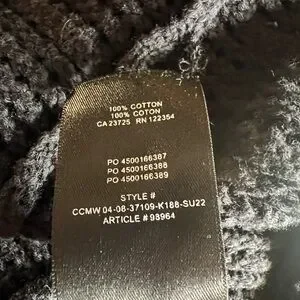 100% COTTON
100% COTON
CA 23725 RN 122354
PO 4500166387
PO 4500166388
PO 4500166389
STYLE #
CCMW 04-08-37109-K188-SU22
ARTICLE # 98964